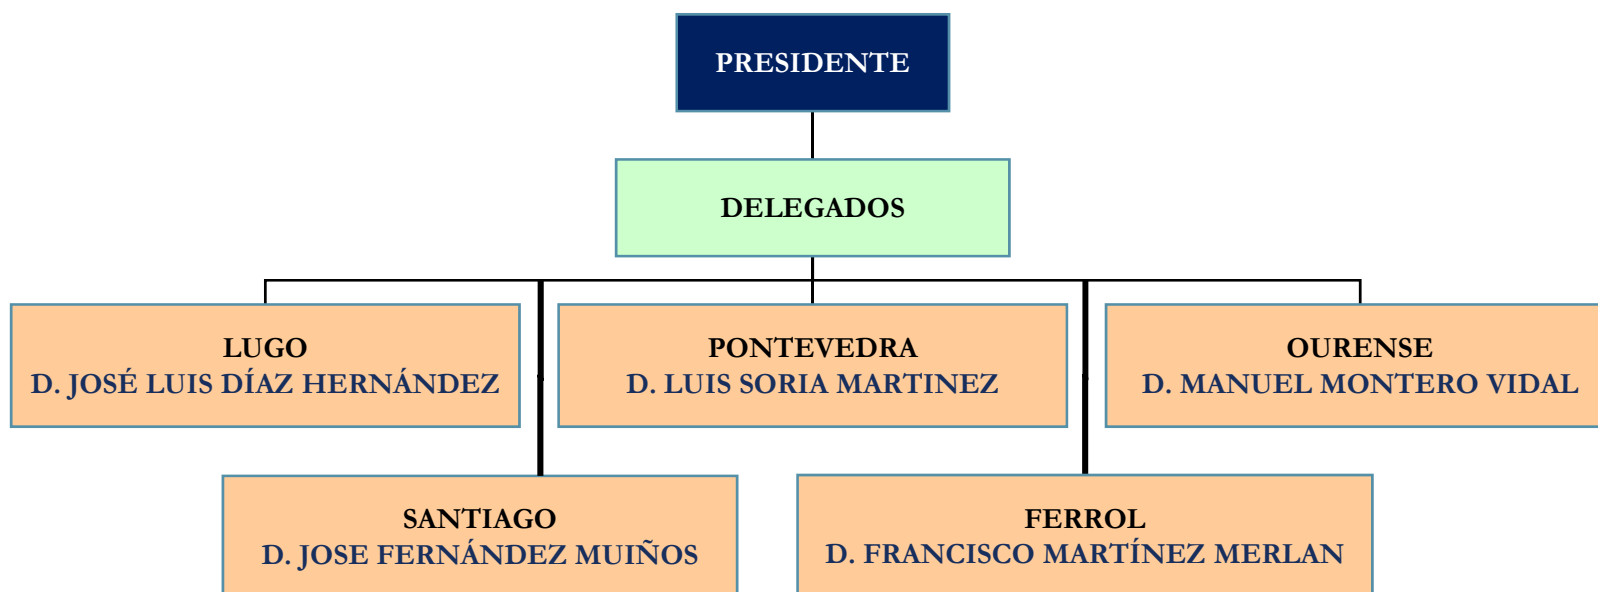 PRESIDENTE
DELEGADOS
LUGO
D. JOSÉ LUIS DÍAZ HERNÁNDEZ
PONTEVEDRA
D. LUIS SORIA MARTINEZ
OURENSE
D. MANUEL MONTERO VIDAL
SANTIAGO
D. JOSE FERNÁNDEZ MUIÑOS
FERROL
D. FRANCISCO MARTÍNEZ MERLAN